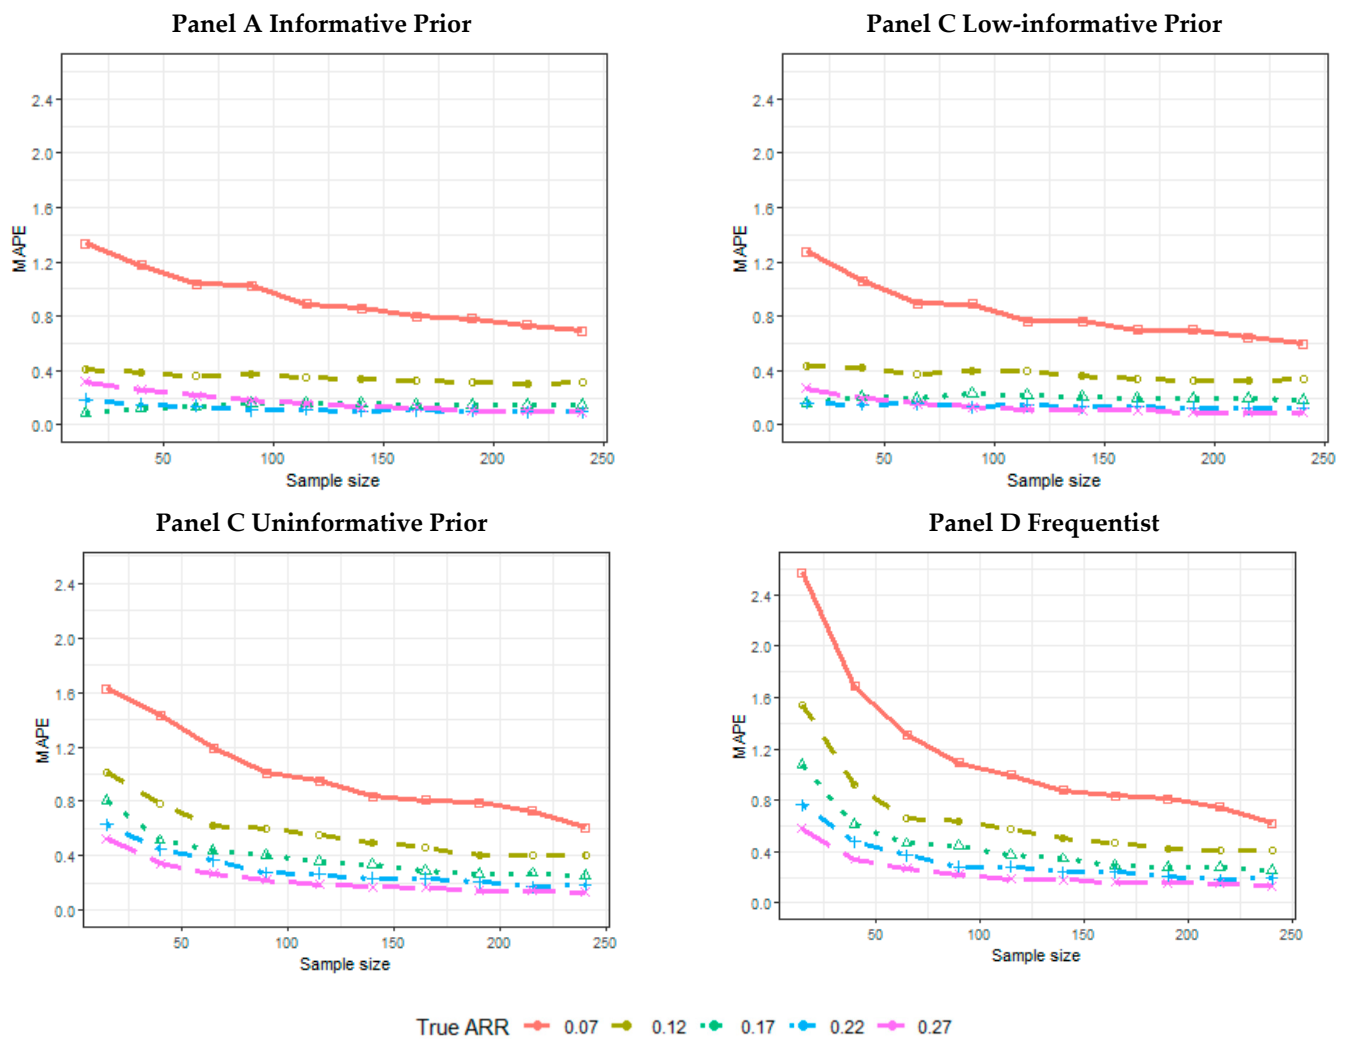 Panel A Informative Prior
2.4
2.0
1.6
1.2
0.8
0.4
0.0
MAPE
50 100 150 200 250
Sample size
Panel C Low-informative Prior
2.4
2.0
1.6
1.2
0.8
0.4
0.0
MAPE
50 100 150 200 250
Sample size
Panel C Uninformative Prior
2.4
2.0
1.6
1.2
0.8
0.4
0.0
MAPE
50 100 150 200 250
Sample size
Panel D Frequentist
2.4
2.0
1.6
1.2
0.8
0.4
0.0
MAPE
50 100 150 200 250
Sample size
True ARR 0.07 0.12 0.17 0.22 0.27